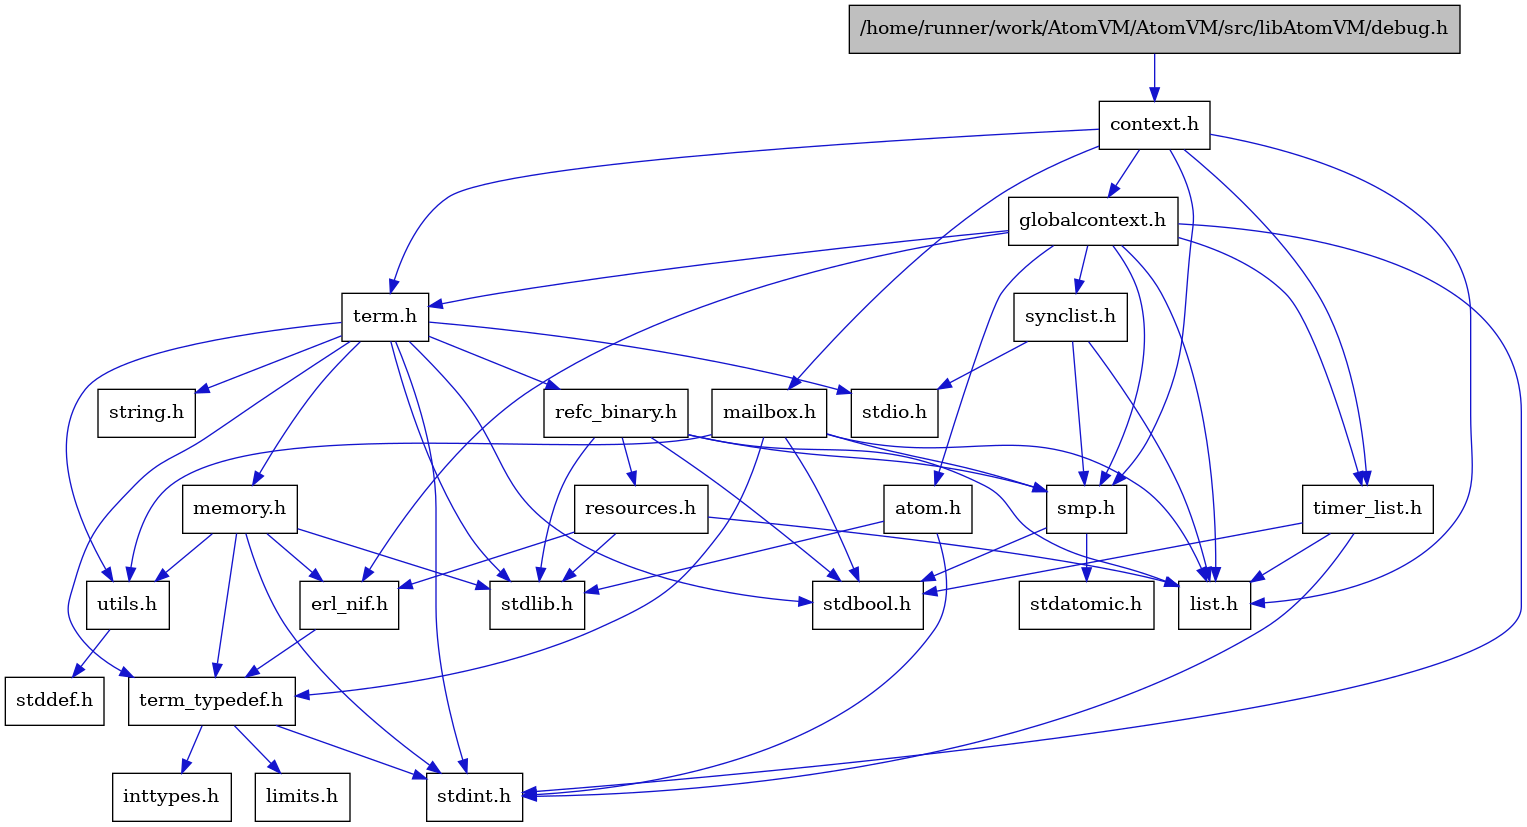 /home/runner/work/AtomVM/AtomVM/src/libAtomVM/debug.h
context.h
globalcontext.h
term.h
synclist.h
string.h
refc_binary.h
mailbox.h
stdio.h
memory.h
resources.h
atom.h
smp.h
timer_list.h
utils.h
erl_nif.h
stdlib.h
stdbool.h
stdatomic.h
list.h
stddef.h
term_typedef.h
inttypes.h
limits.h
stdint.h